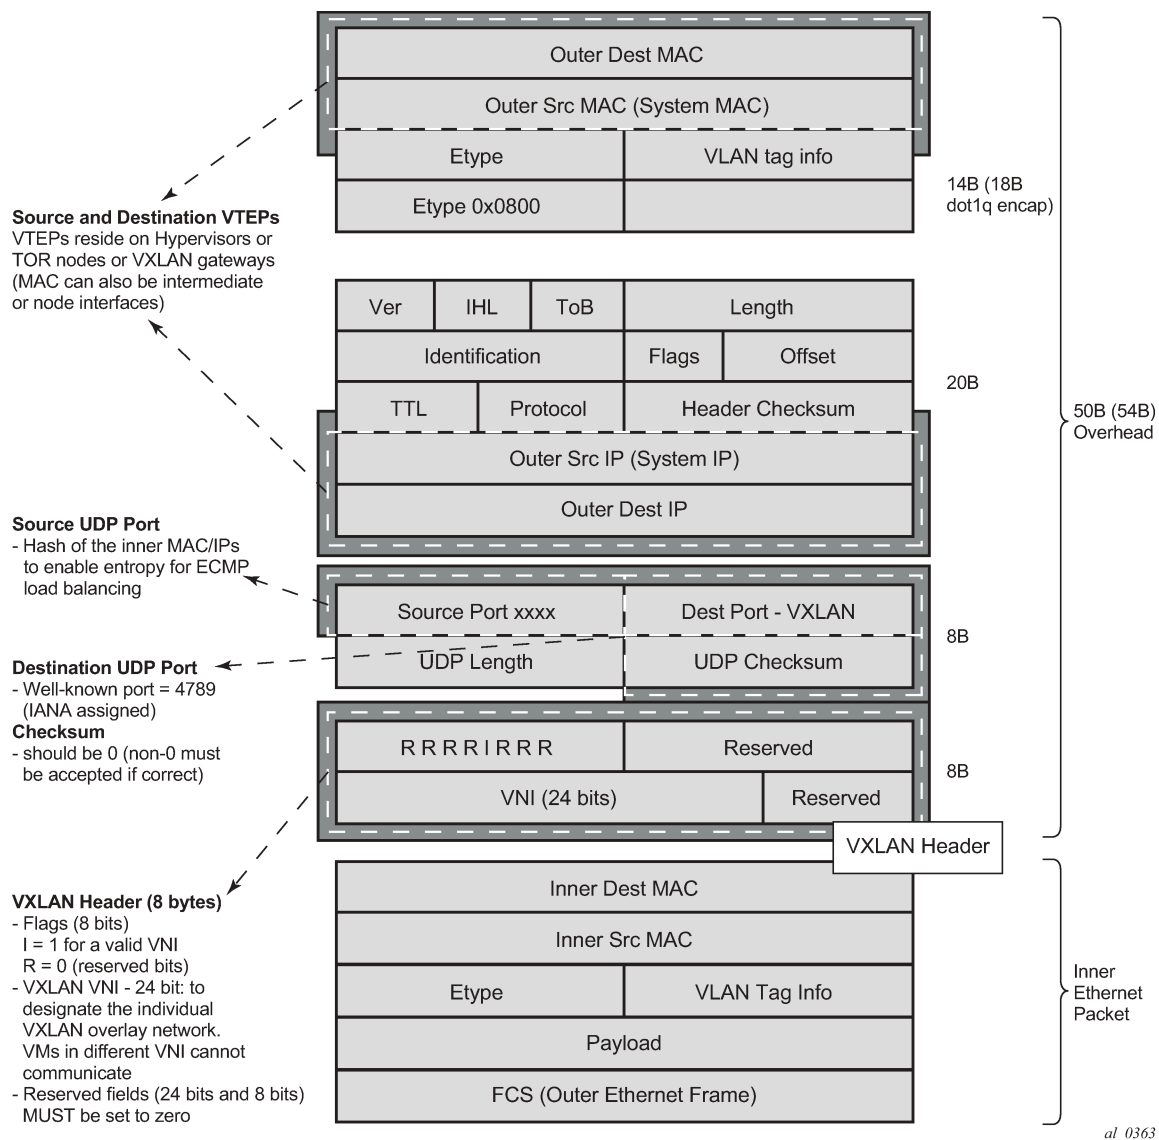 Outer Dest MAC
Outer Src MAC (System MAC)
Etype
VLAN tag info
Etype 0x0800
14B (18B
dot1q encap)
Source and Destination VTEPs
VTEPs reside on Hypervisors or
TOR nodes or VXLAN gateways
(MAC can also be intermediate
or node interfaces)
Ver
IHL
ToB
Length
Identification
Flags
Offset
20B
TTL
Protocol
Header Checksum
50B (54B)
Overhead
Outer Src IP (System IP)
Outer Dest IP
Source UDP Port
- Hash of the inner MAC/IPs
to enable entropy for ECMP
load balancing
Source Port xxxx
Dest Port - VXLAN
8B
UDP Length
UDP Checksum
Destination UDP Port
- Well-known port = 4789
(IANA assigned)
Checksum
- should be 0 (non-0 must
be accepted if correct)
R R R R I R R R
Reserved
8B
VNI (24 bits)
Reserved
VXLAN Header
VXLAN Header (8 bytes)
- Flags (8 bits)
I = 1 for a valid VNI
R = 0 (reserved bits)
- VXLAN VNI - 24 bit: to
designate the individual
VXLAN overlay network.
VMs in different VNI cannot
communicate
- Reserved fields (24 bits and 8 bits)
MUST be set to zero
Inner Dest MAC
Inner Src MAC
Etype
VLAN Tag Info
Payload
FCS (Outer Ethernet Frame)
Inner
Ethernet
Packet
al_0363